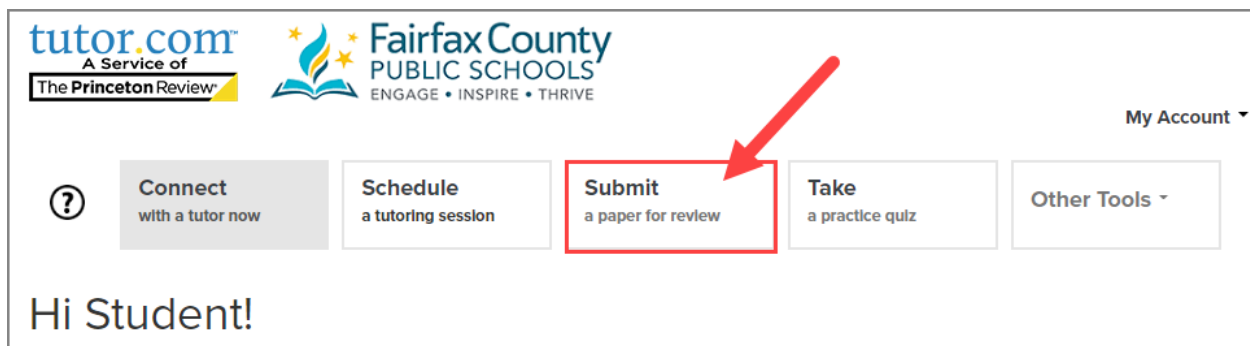 tutor.com™
A Service of
The Princeton Review®
Fairfax County
PUBLIC SCHOOLS
ENGAGE • INSPIRE • THRIVE
My Account
?
Connect
with a tutor now
Schedule
a tutoring session
Submit
a paper for review
Take
a practice quiz
Other Tools
Hi Student!